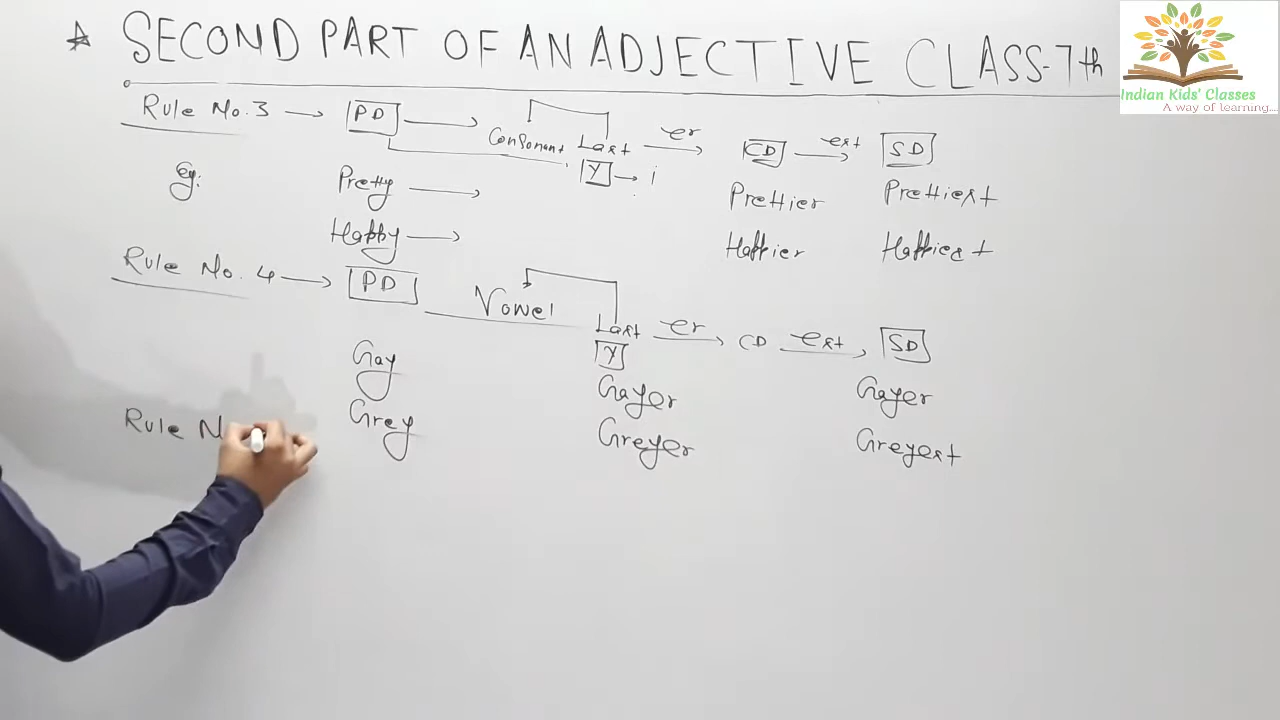 ☆ SECOND PART OF AN ADJECTIVE CLASS-7th
Indian Kids' Classes
A way of learning...
Rule No. 3 → PD → Consonant Last er → CD est → SD
Y → i
eg: Pretty → Prettier Prettiest
Happy → Happier Happiest
Rule No. 4 → PD Vowel Last er → CD est → SD
Y
Gay Gayer Gayer
Grey Greyer Greyest
Rule N